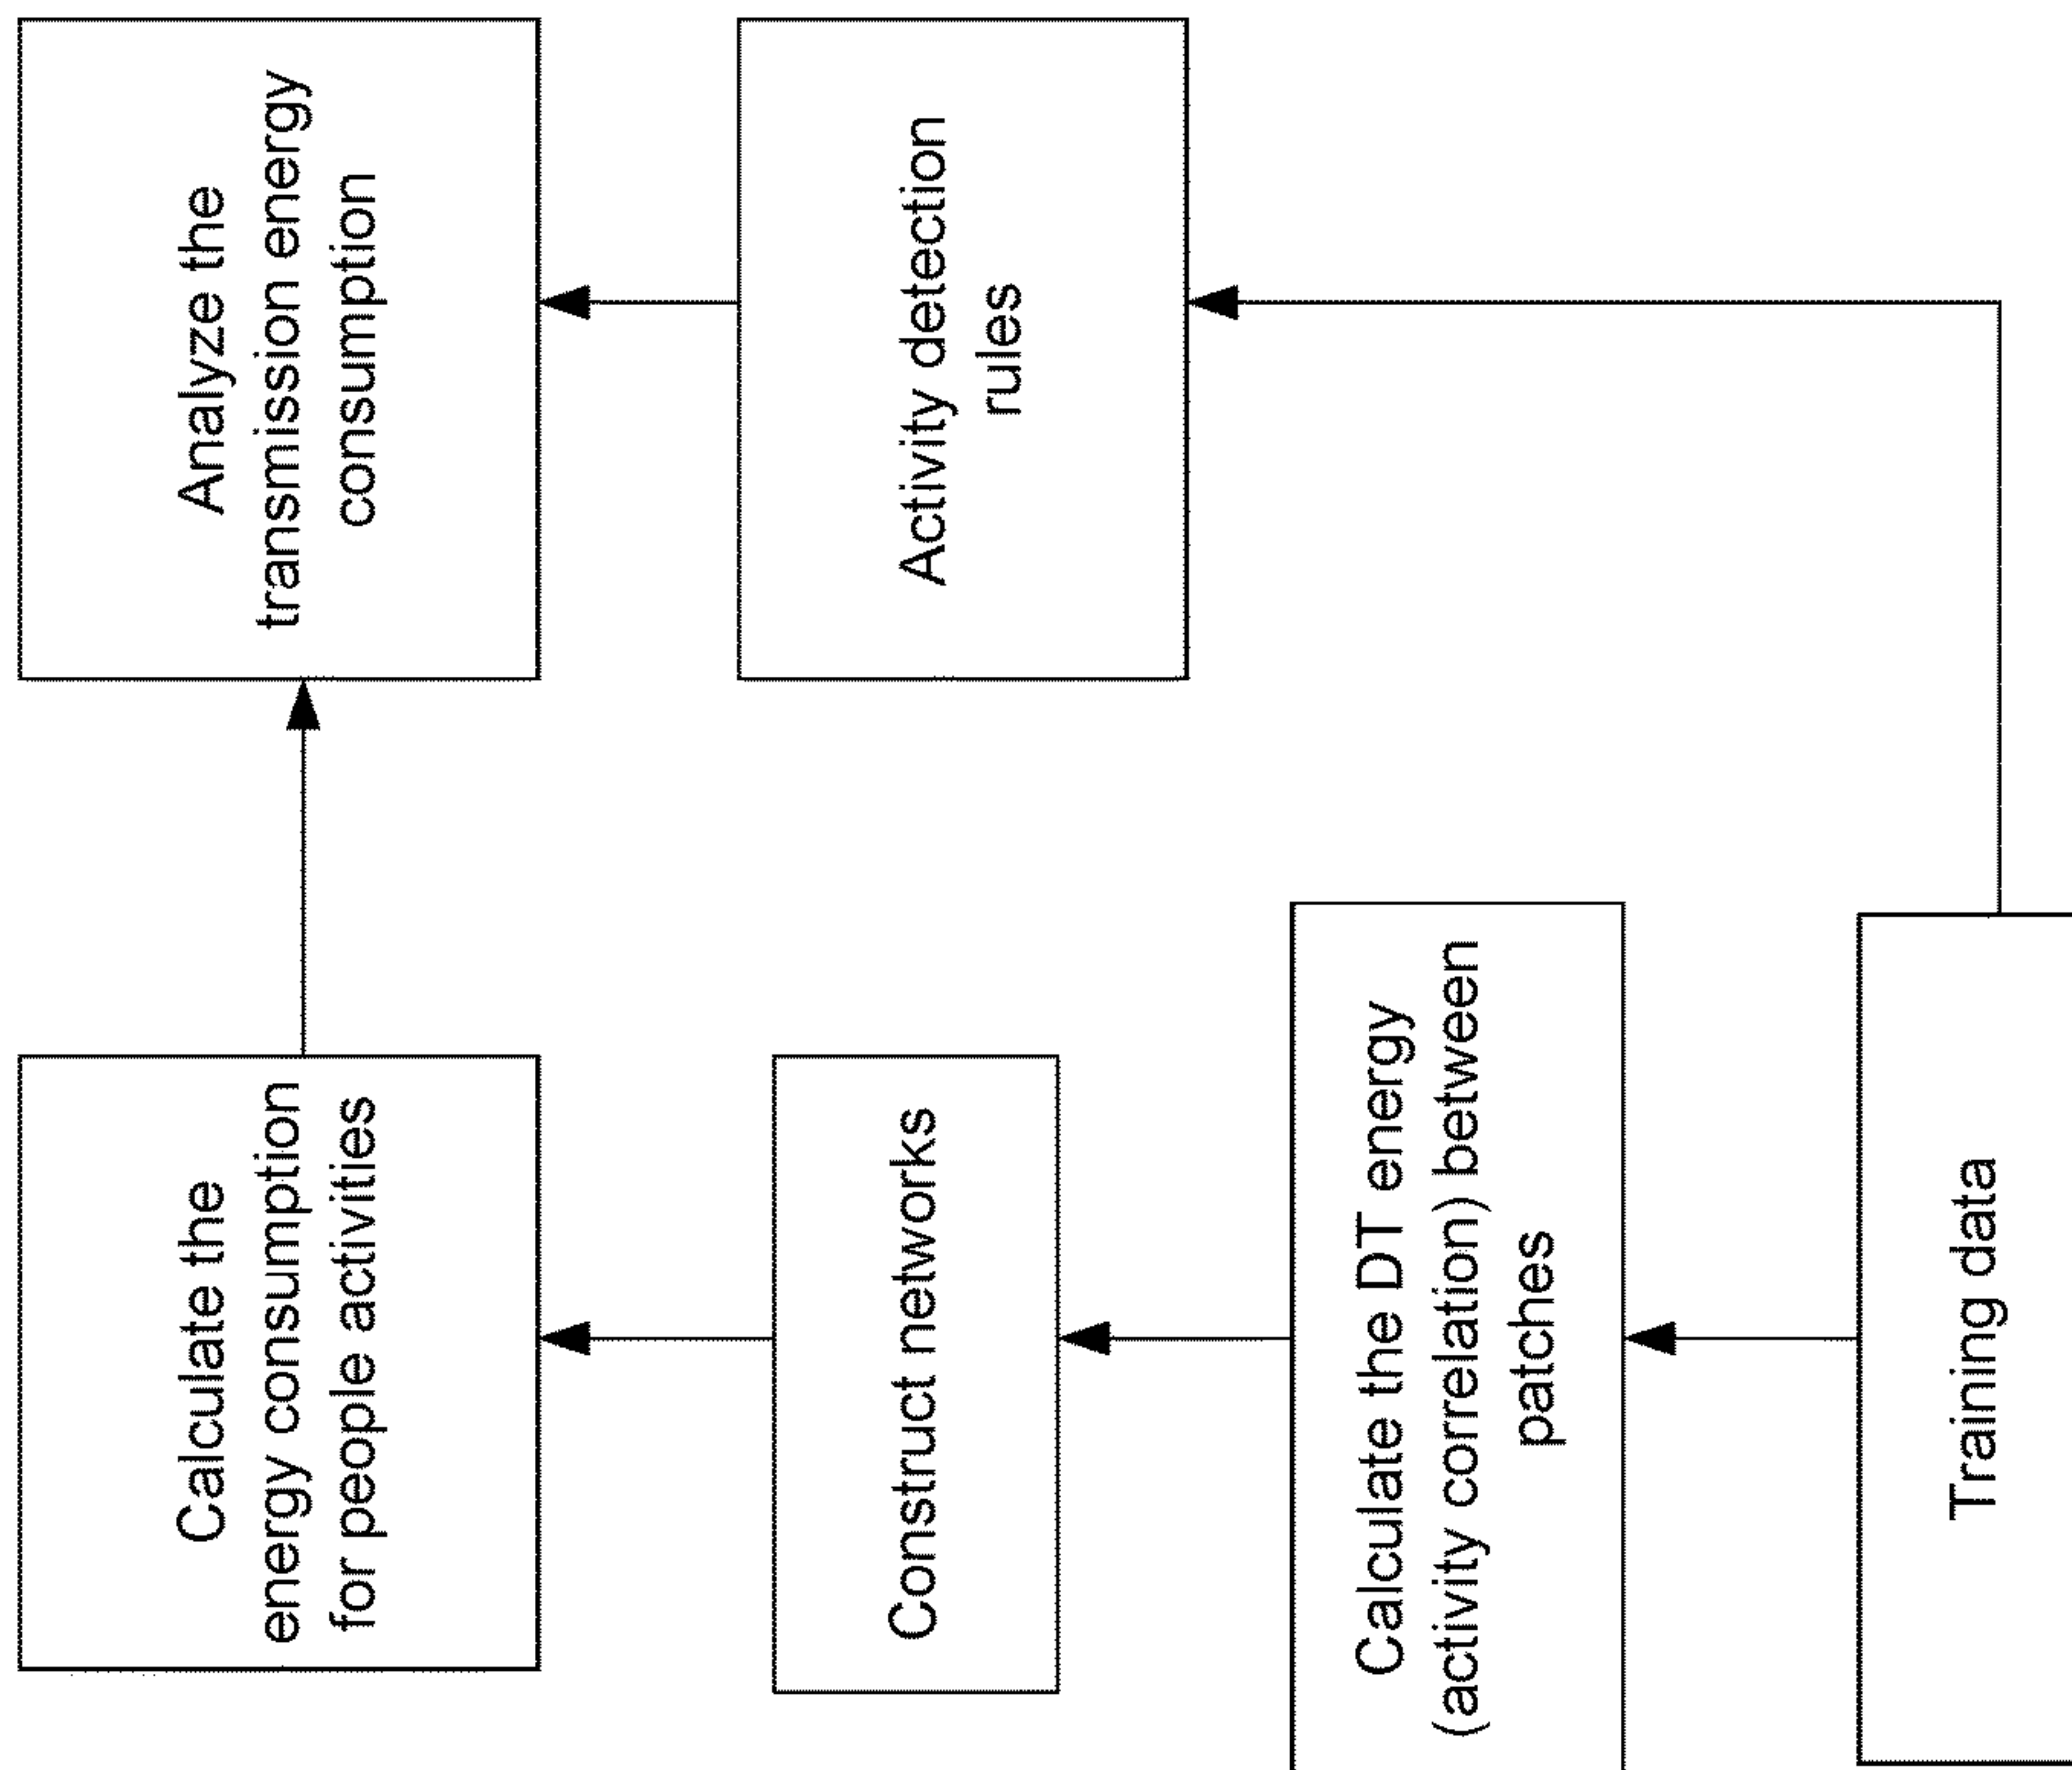 Calculate the
energy consumption
for people activities
Analyze the
transmission energy
consumption
Construct networks
Activity detection
rules
Calculate the DT energy
(activity correlation) between
patches
Training data